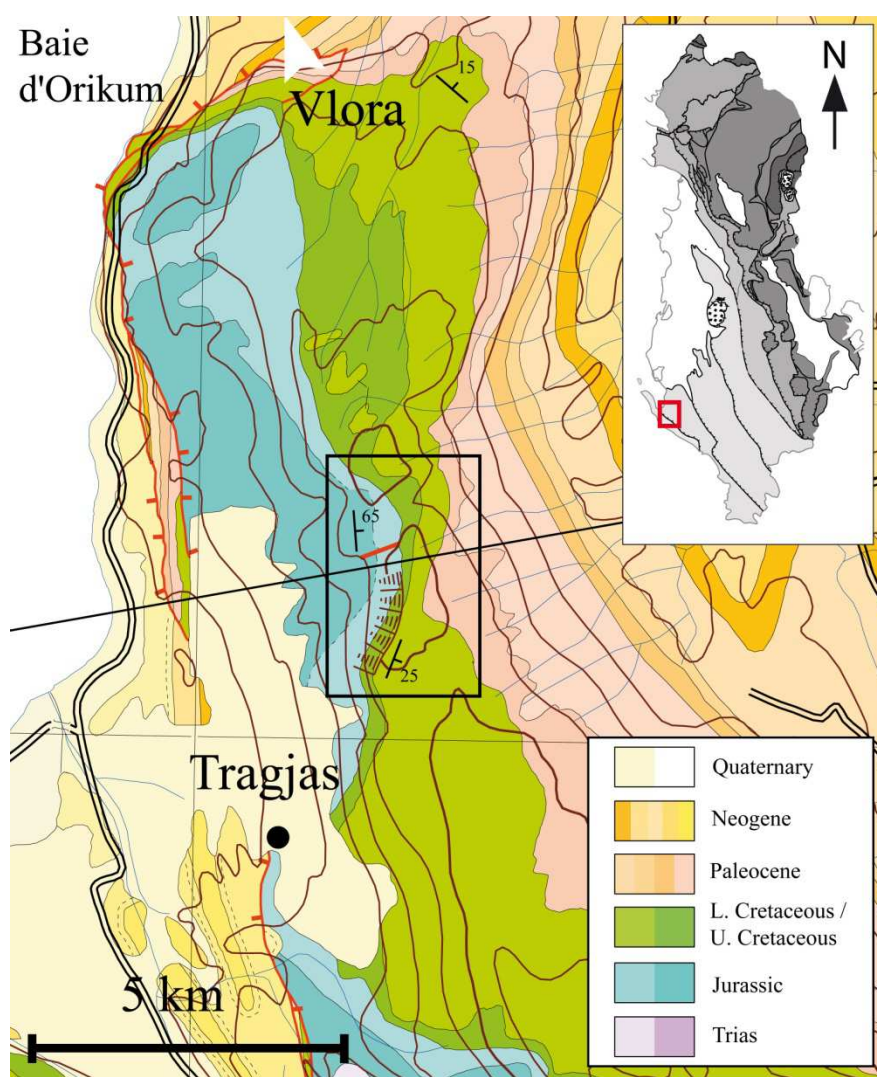 Baie
d'Orikum
Vlora
15
N
65
25
Tragjas
5 km
Quaternary
Neogene
Paleocene
L. Cretaceous /
U. Cretaceous
Jurassic
Trias